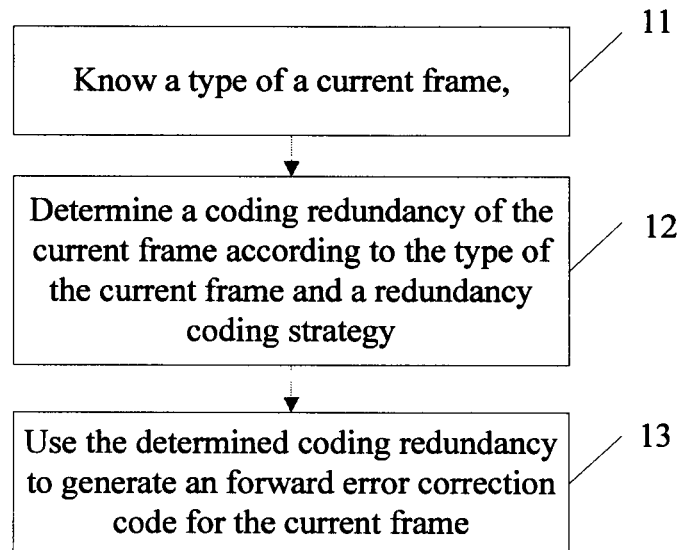 11
Know a type of a current frame,
Determine a coding redundancy of the
current frame according to the type of
the current frame and a redundancy
coding strategy
12
Use the determined coding redundancy
to generate an forward error correction
code for the current frame
13